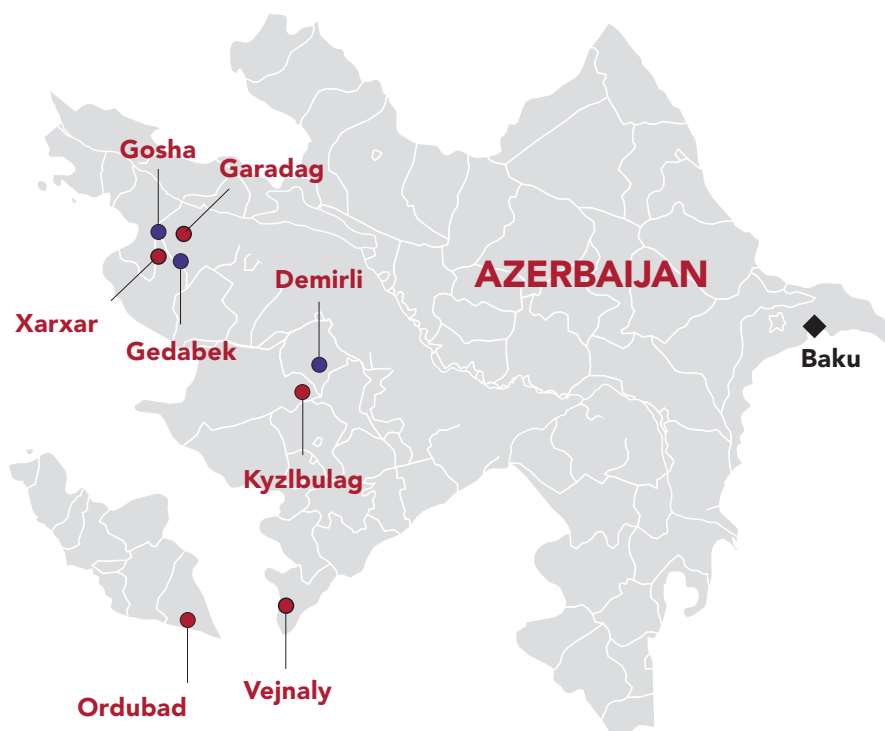 Gosha
Garadag
Demirli
AZERBAIJAN
Xarxar
Gedabek
Baku
Kyzlbulag
Vejnaly
Ordubad